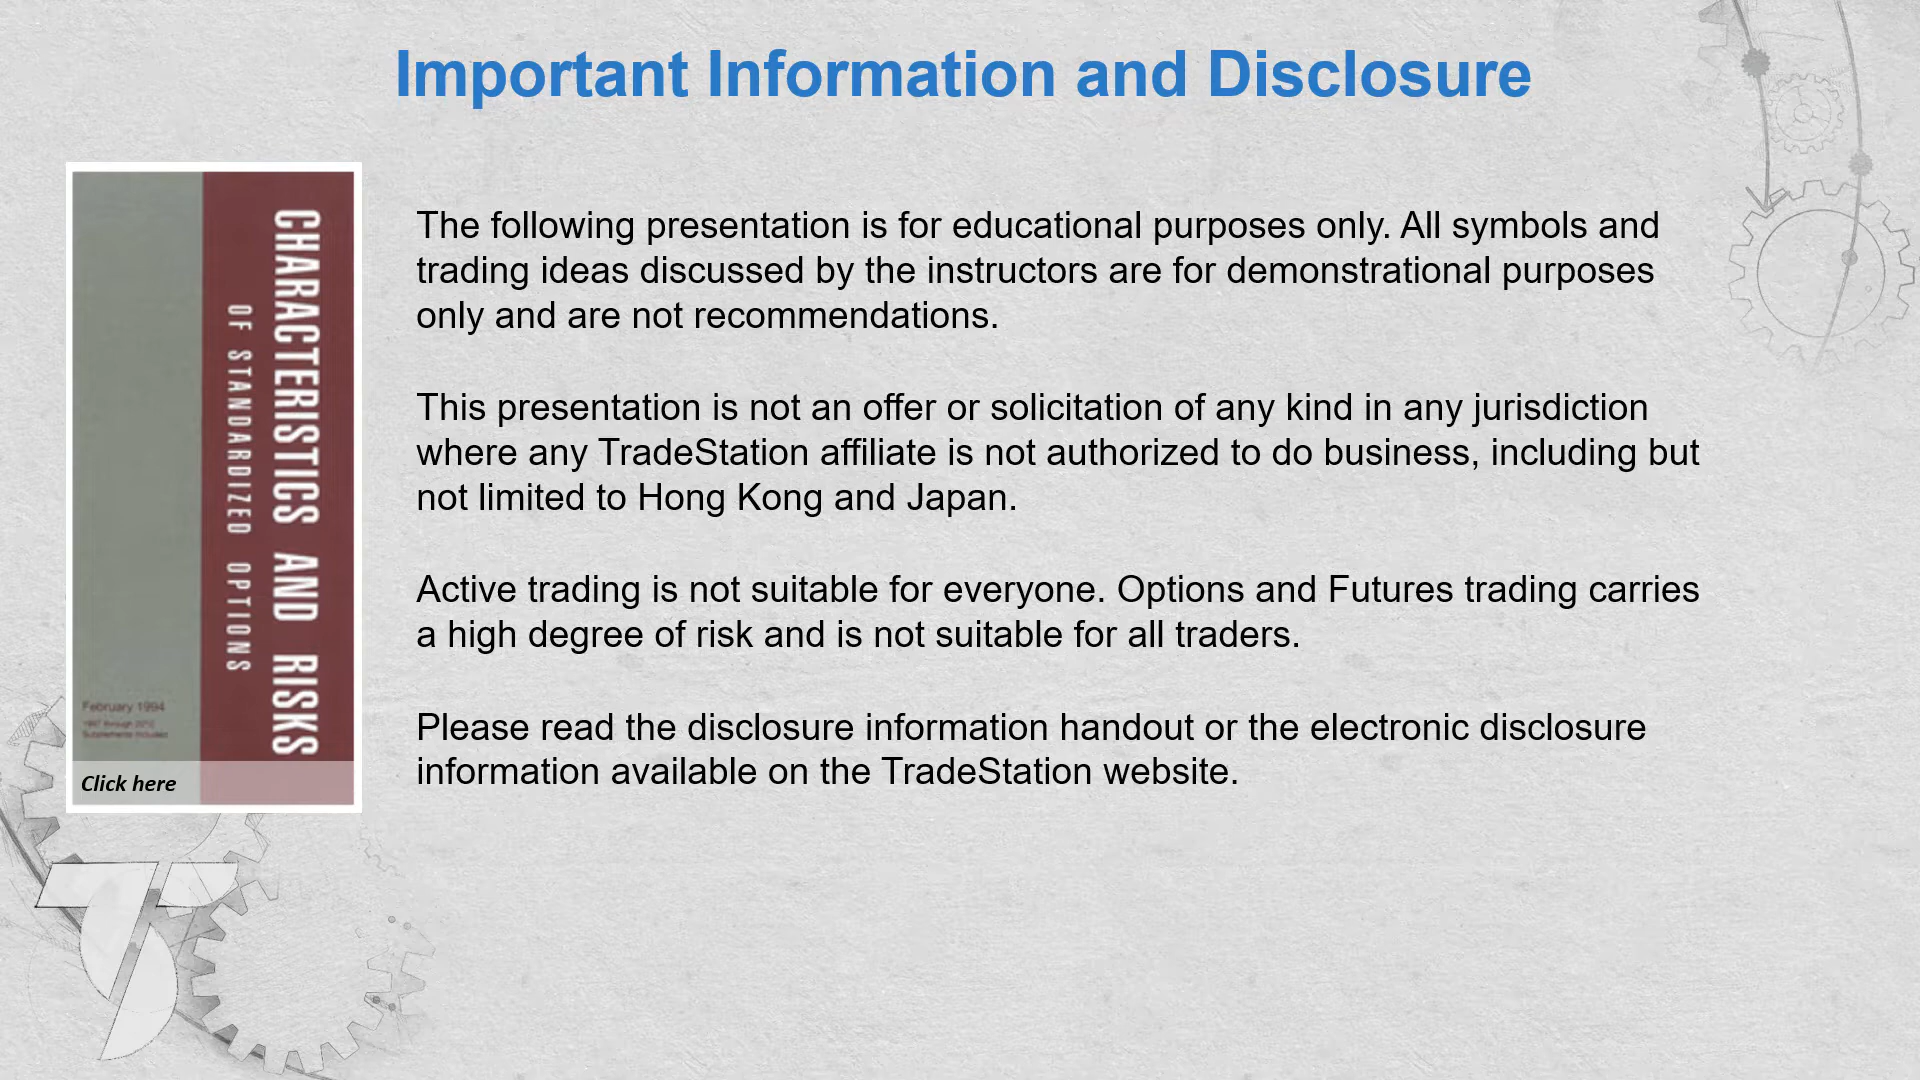 Important Information and Disclosure
CHARACTERISTICS AND RISKS
OF STANDARDIZED OPTIONS
February 1994
1997 through 2012
Supplements Included
Click here
The following presentation is for educational purposes only. All symbols and
trading ideas discussed by the instructors are for demonstrational purposes
only and are not recommendations.
This presentation is not an offer or solicitation of any kind in any jurisdiction
where any TradeStation affiliate is not authorized to do business, including but
not limited to Hong Kong and Japan.
Active trading is not suitable for everyone. Options and Futures trading carries
a high degree of risk and is not suitable for all traders.
Please read the disclosure information handout or the electronic disclosure
information available on the TradeStation website.